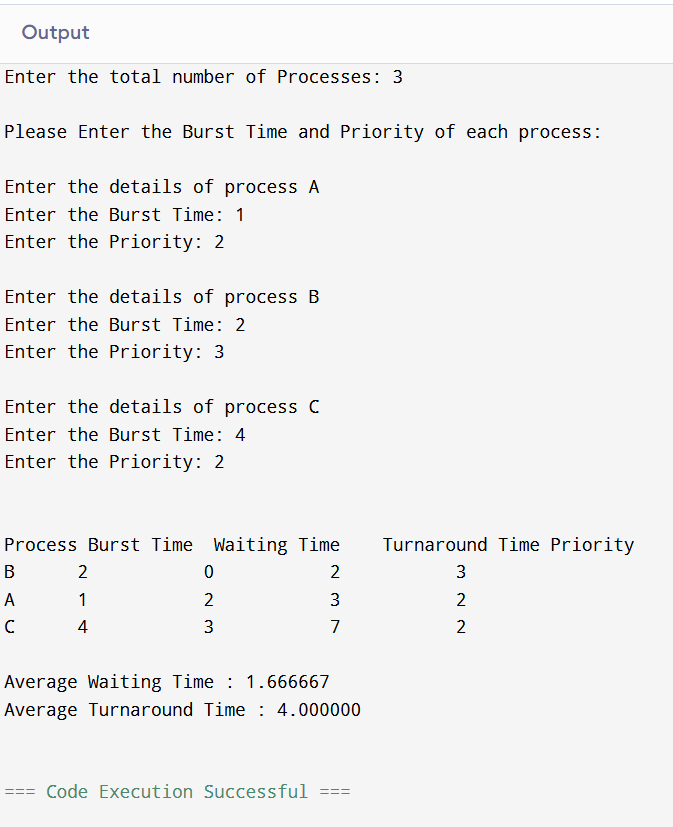 Output
Enter the total number of Processes: 3
Please Enter the Burst Time and Priority of each process:
Enter the details of process A
Enter the Burst Time: 1
Enter the Priority: 2
Enter the details of process B
Enter the Burst Time: 2
Enter the Priority: 3
Enter the details of process C
Enter the Burst Time: 4
Enter the Priority: 2
Process Burst Time  Waiting Time    Turnaround Time Priority
B      2           0           2           3
A      1           2           3           2
C      4           3           7           2
Average Waiting Time : 1.666667
Average Turnaround Time : 4.000000
=== Code Execution Successful ===